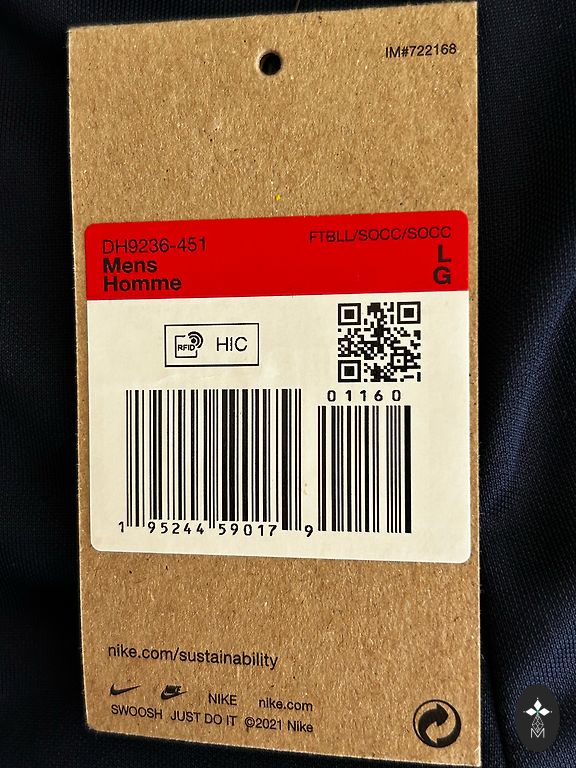 IM#722168
DH9236-451
FTBLL/SOCC/SOCC
Mens
L
Homme
G
RFID
HIC
01160
1 95244 59017 9
nike.com/sustainability
NIKE nike.com
SWOOSH JUST DO IT ©2021 Nike
M